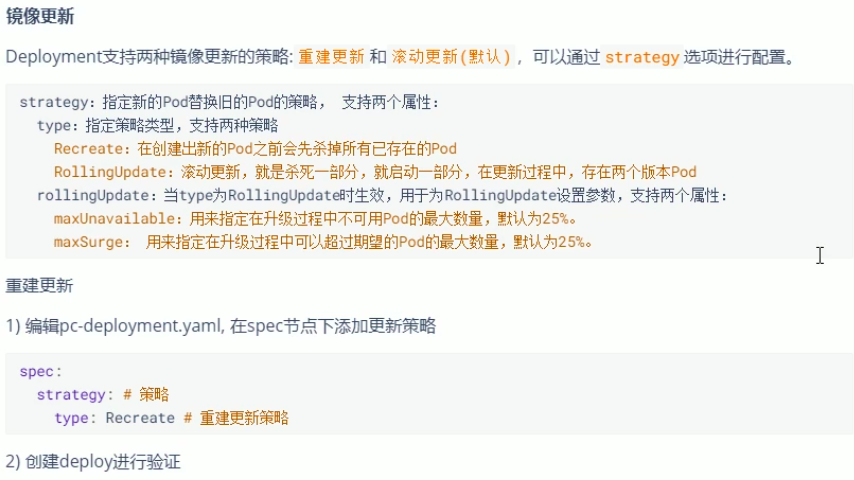 镜像更新
Deployment支持两种镜像更新的策略: 重建更新 和 滚动更新(默认) ，可以通过 strategy 选项进行配置。
strategy：指定新的Pod替换旧的Pod的策略， 支持两个属性：
type：指定策略类型，支持两种策略
Recreate：在创建出新的Pod之前会先杀掉所有已存在的Pod
RollingUpdate：滚动更新，就是杀死一部分，就启动一部分，在更新过程中，存在两个版本Pod
rollingUpdate：当type为RollingUpdate时生效，用于为RollingUpdate设置参数，支持两个属性：
maxUnavailable：用来指定在升级过程中不可用Pod的最大数量，默认为25%。
maxSurge： 用来指定在升级过程中可以超过期望的Pod的最大数量，默认为25%。
重建更新
1) 编辑pc-deployment.yaml, 在spec节点下添加更新策略
spec:
strategy: # 策略
type: Recreate # 重建更新策略
2) 创建deploy进行验证